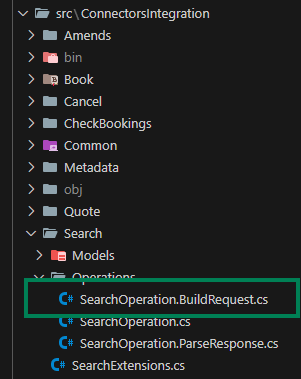 src\ConnectorsIntegration
Amends
bin
Book
Cancel
CheckBookings
Common
Metadata
obj
Quote
Search
Models
Operations
C# SearchOperation.BuildRequest.cs
C# SearchOperation.cs
C# SearchOperation.ParseResponse.cs
C# SearchExtensions.cs